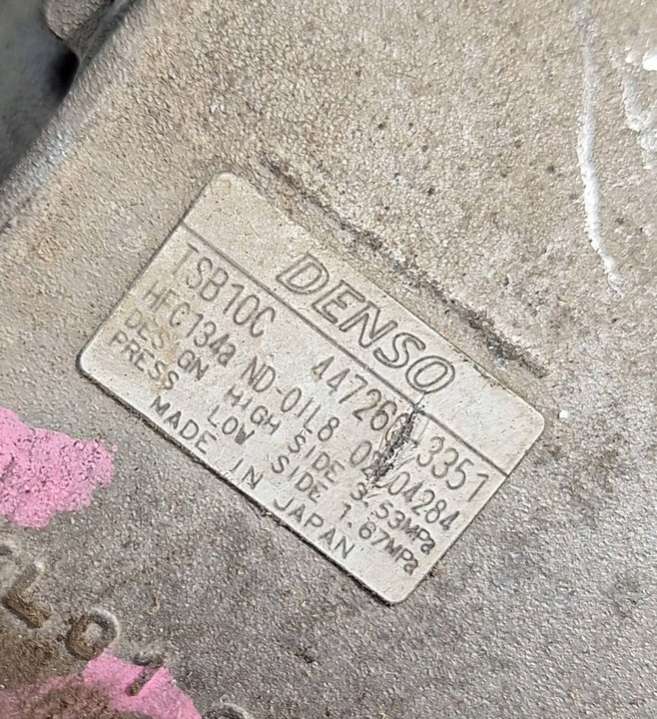 DENSO
TSB10C 447260-3351
HFC134a ND-OIL8
DESIGN HIGH SIDE 3.53MPa
PRESS LOW SIDE 1.67MPa
MADE IN JAPAN